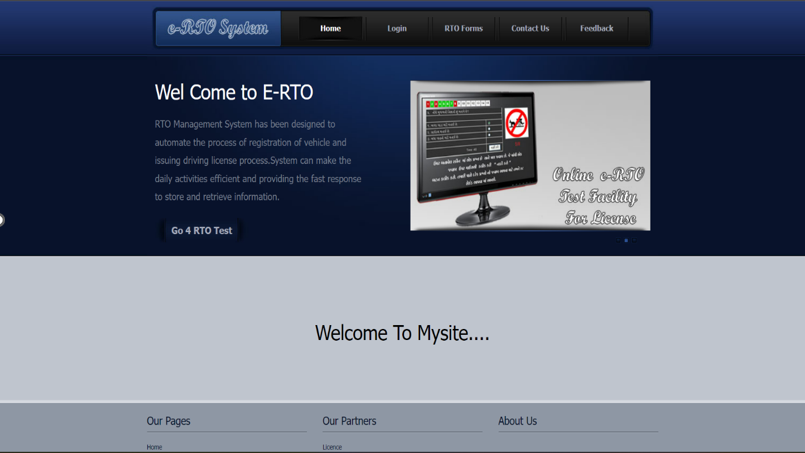 e-RTO System
Home
Login
RTO Forms
Contact Us
Feedback
Wel Come to E-RTO
RTO Management System has been designed to
automate the process of registration of vehicle and
issuing driving license process.System can make the
daily activities efficient and providing the fast response
to store and retrieve information.
Go 4 RTO Test
Online e-RTO
Test Facility
For License
Welcome To Mysite....
Our Pages
Our Partners
About Us
Home
Licence